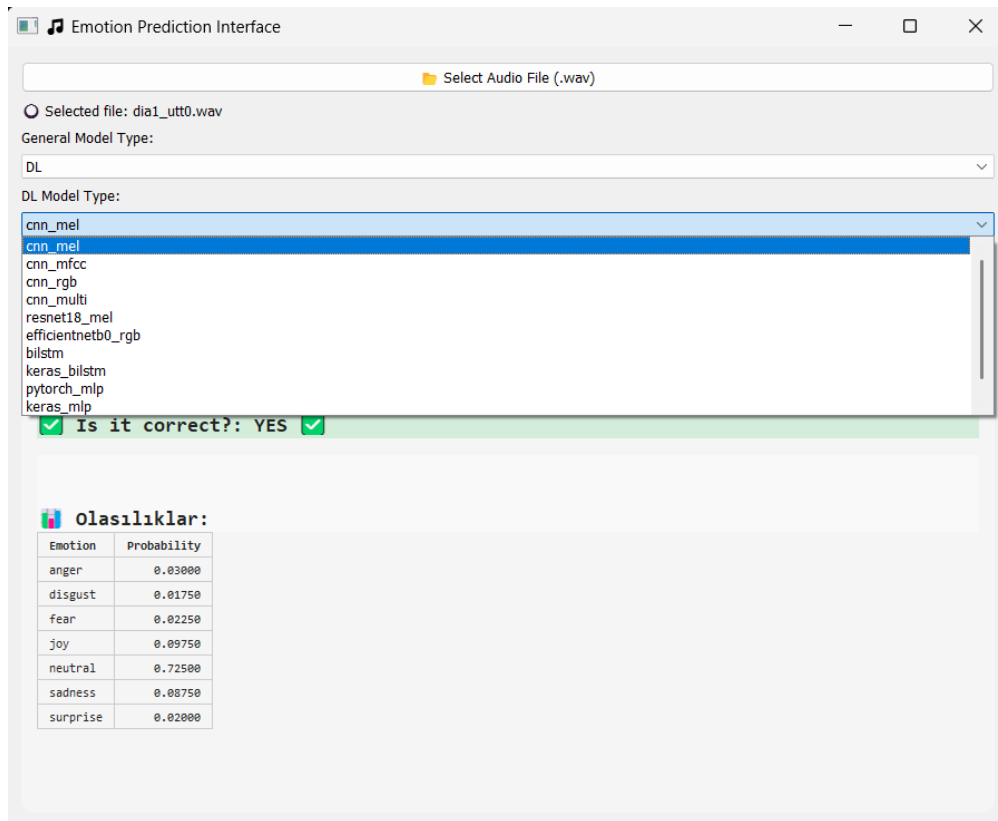 Emotion Prediction Interface
Select Audio File (.wav)
Selected file: dia1_utt0.wav
General Model Type:
DL
DL Model Type:
cnn_mel
cnn_mel
cnn_mfcc
cnn_rgb
cnn_multi
resnet18_mel
efficientnetb0_rgb
bilstm
keras_bilstm
pytorch_mlp
keras_mlp
Is it correct?: YES
Olasılıklar:
Emotion Probability
anger 0.03000
disgust 0.01750
fear 0.02250
joy 0.09750
neutral 0.72500
sadness 0.08750
surprise 0.02000